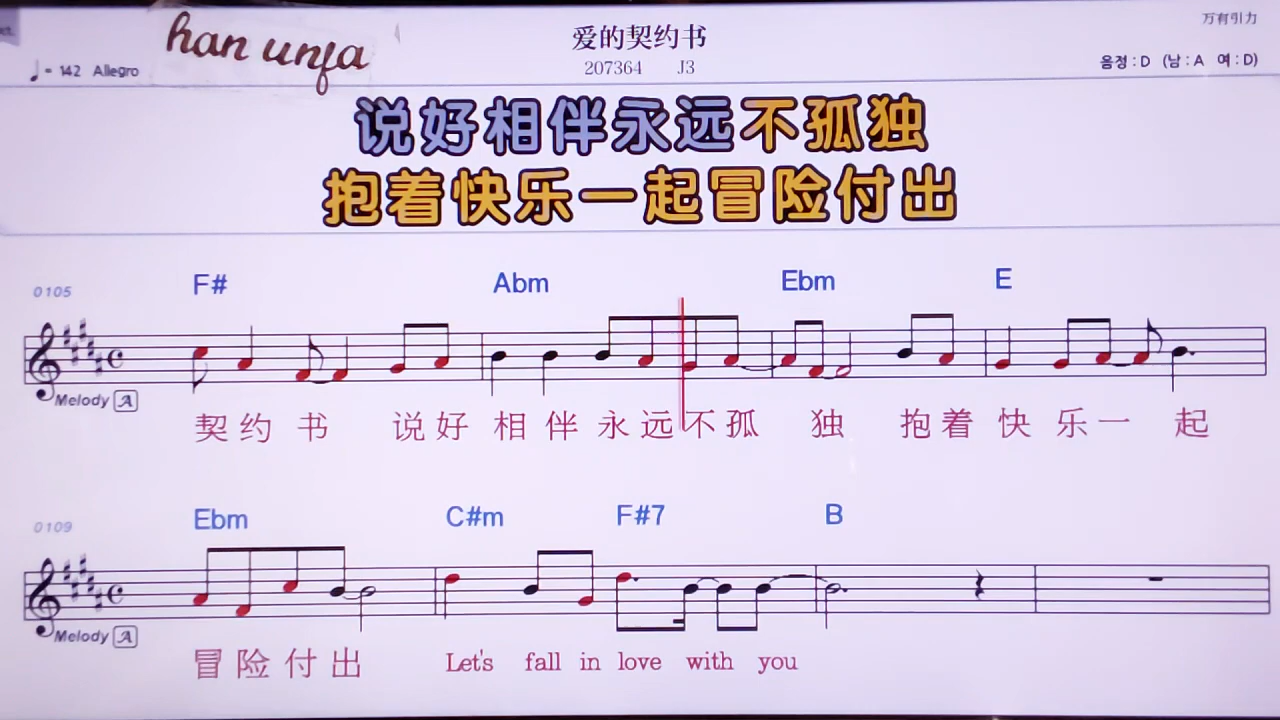 han unfa
爱的契约书
万有引力
207364 J3
♩= 142 Allegro
음정 : D (남 : A 여 : D)
说好相伴永远不孤独
抱着快乐一起冒险付出
0105
F# Abm Ebm E
Melody A
契约书 说好相伴永远不孤独 抱着快乐一起
0109
Ebm C#m F#7 B
Melody A
冒险付出 Let's fall in love with you